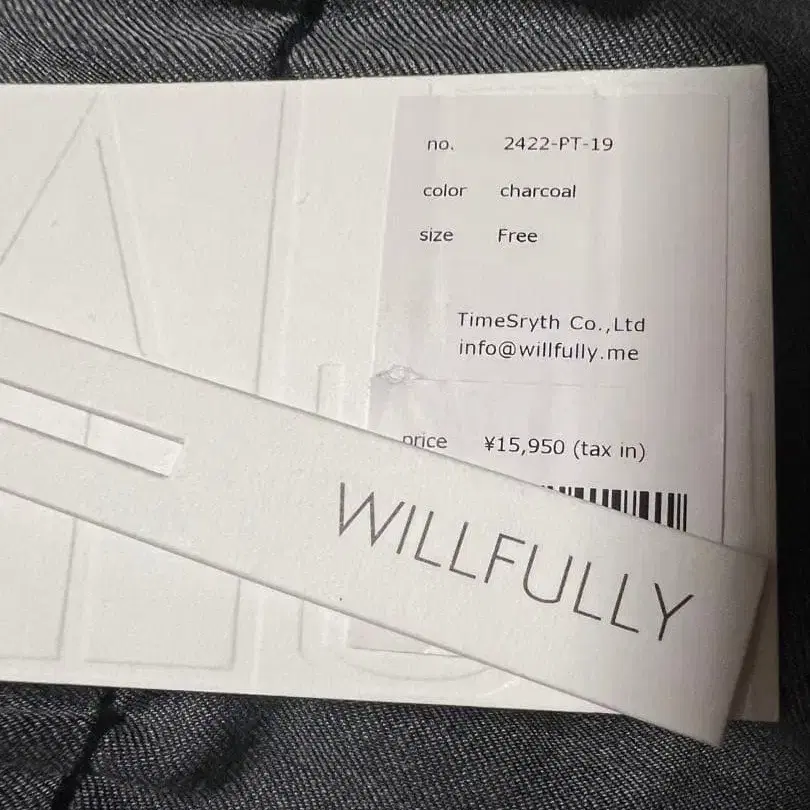 no. 2422-PT-19
color charcoal
size Free
TimeSryth Co.,Ltd
info@willfully.me
price ¥15,950 (tax in)
WILLFULLY